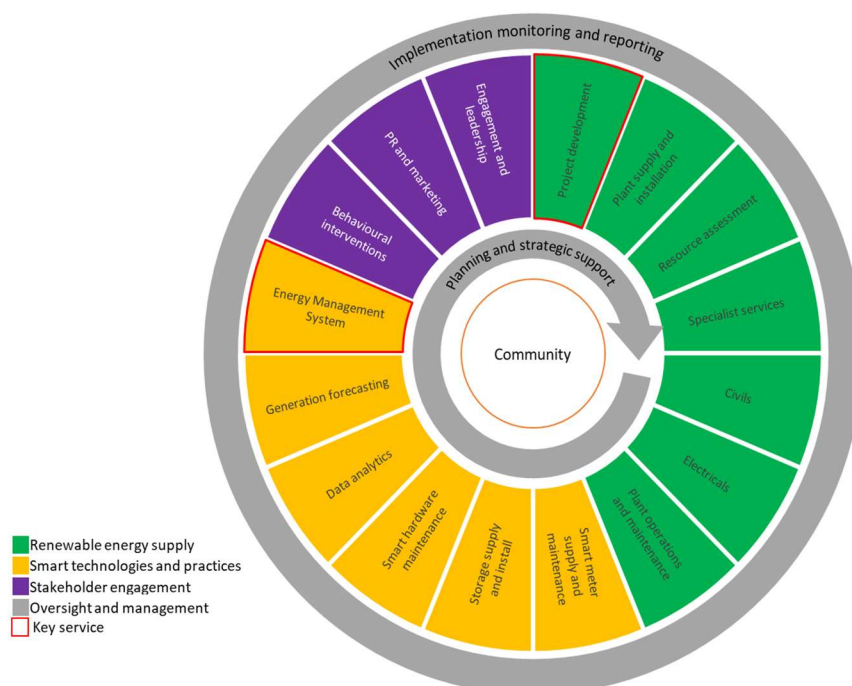 Implementation monitoring and reporting
Engagement and
leadership
Project development
PR and marketing
Plant supply and
installation
Behavioural
interventions
Resource assessment
Planning and strategic support
Energy Management
System
Specialist services
Community
Generation forecasting
Civils
Data analytics
Electricals
Smart hardware
maintenance
Storage supply
and install
Smart meter
supply and
maintenance
Plant operations
and maintenance
Renewable energy supply
Smart technologies and practices
Stakeholder engagement
Oversight and management
Key service